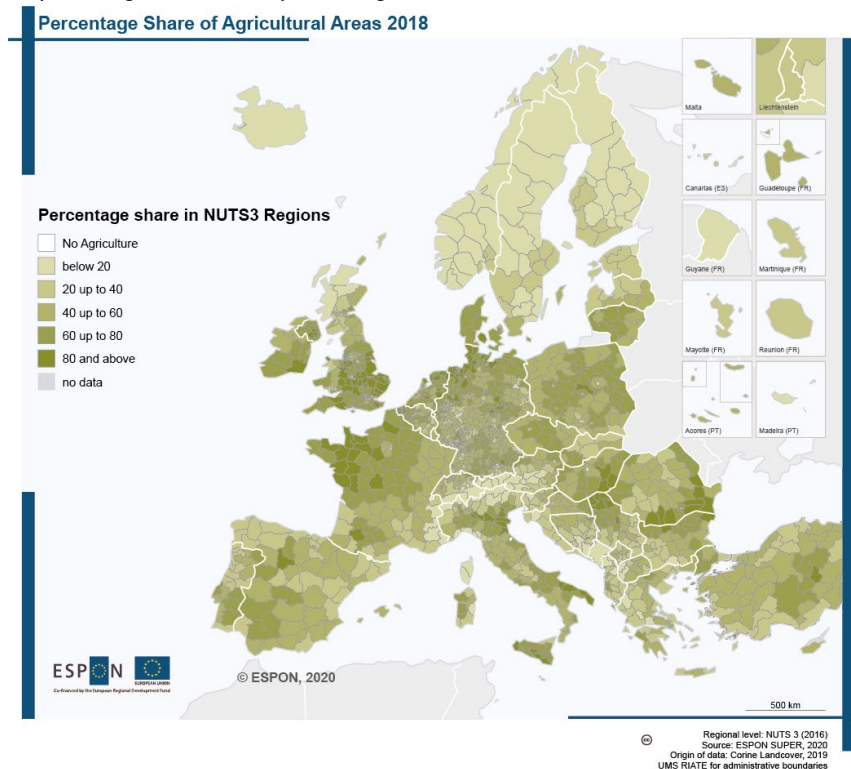 Percentage Share of Agricultural Areas 2018
Percentage share in NUTS3 Regions
No Agriculture
below 20
20 up to 40
40 up to 60
60 up to 80
80 and above
no data
Malta
Liechtenstein
Canarias (ES)
Guadeloupe (FR)
Guyane (FR)
Martinique (FR)
Mayotte (FR)
Reunion (FR)
Acores (PT)
Madeira (PT)
ESPON
EUROPEAN UNION
Co-financed by the European Regional Development Fund
© ESPON, 2020
500 km
cc
Regional level: NUTS 3 (2016)
Source: ESPON SUPER, 2020
Origin of data: Corine Landcover, 2019
UMS RIATE for administrative boundaries